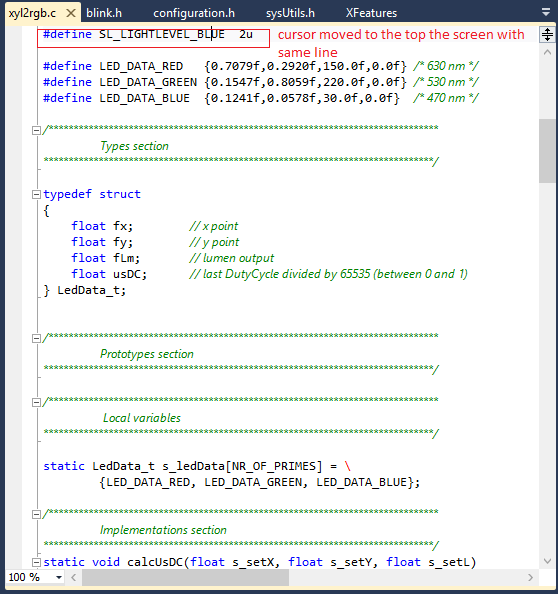 xyl2rgb.c blink.h configuration.h sysUtils.h XFeatures
#define SL_LIGHTLEVEL_BLUE 2u cursor moved to the top the screen with
same line
#define LED_DATA_RED {0.7079f,0.2920f,150.0f,0.0f} /* 630 nm */
#define LED_DATA_GREEN {0.1547f,0.8059f,220.0f,0.0f} /* 530 nm */
#define LED_DATA_BLUE {0.1241f,0.0578f,30.0f,0.0f} /* 470 nm */
/******************************************************************************
Types section
******************************************************************************/
typedef struct
{
float fx; // x point
float fy; // y point
float fLm; // lumen output
float usDC; // last DutyCycle divided by 65535 (between 0 and 1)
} LedData_t;
/******************************************************************************
Prototypes section
******************************************************************************/
/******************************************************************************
Local variables
******************************************************************************/
static LedData_t s_ledData[NR_OF_PRIMES] = \
{LED_DATA_RED, LED_DATA_GREEN, LED_DATA_BLUE};
/******************************************************************************
Implementations section
******************************************************************************/
static void calcUsDC(float s_setX, float s_setY, float s_setL)
100 %